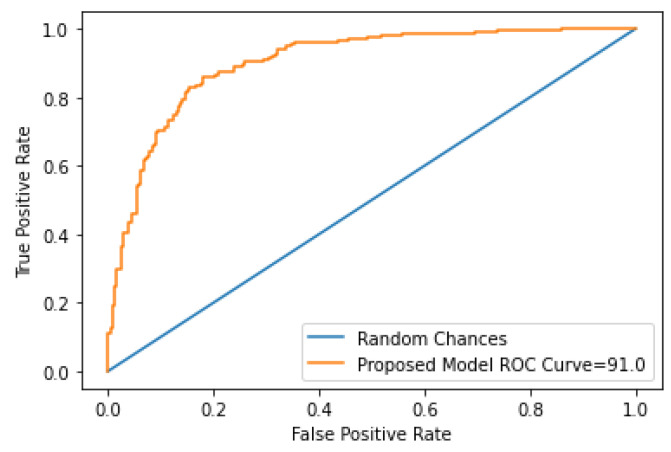 1.0
0.8
0.6
0.4
0.2
0.0
True Positive Rate
Random Chances
Proposed Model ROC Curve=91.0
0.0 0.2 0.4 0.6 0.8 1.0
False Positive Rate